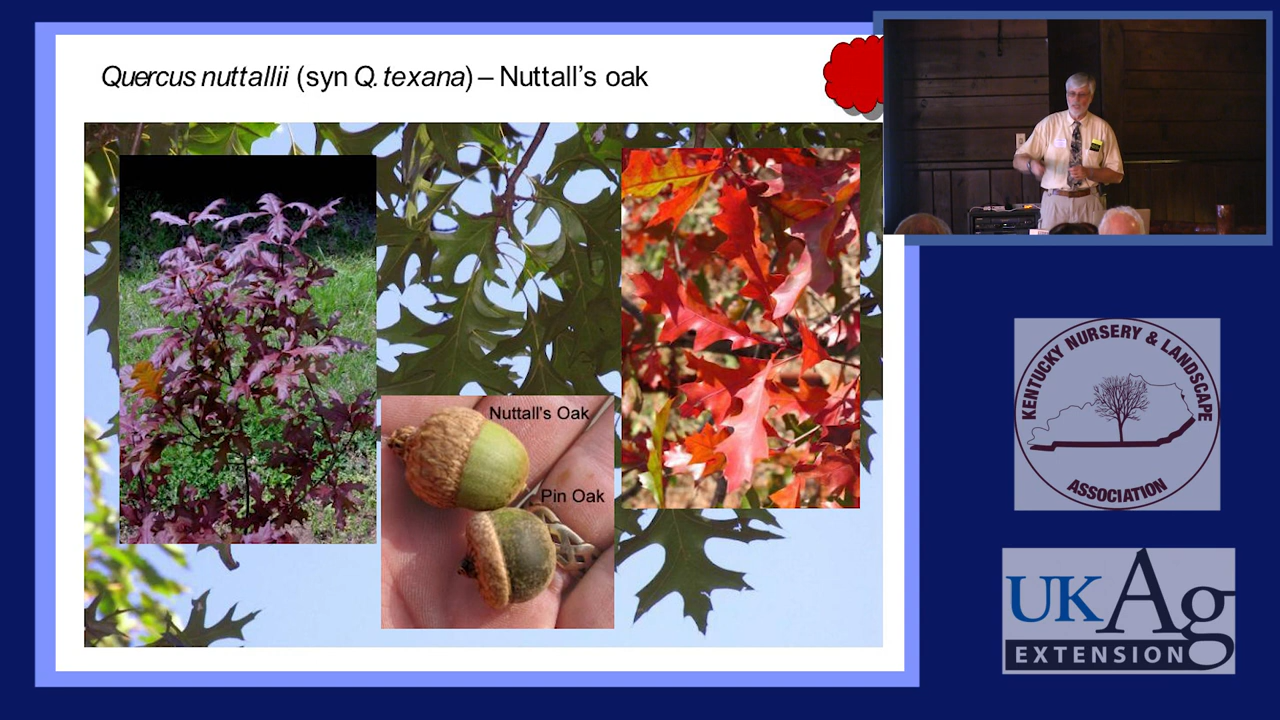 Quercus nuttallii (syn Q. texana) – Nuttall's oak
Nuttall's Oak
Pin Oak
KENTUCKY NURSERY & LANDSCAPE
ASSOCIATION
UKAg
EXTENSION